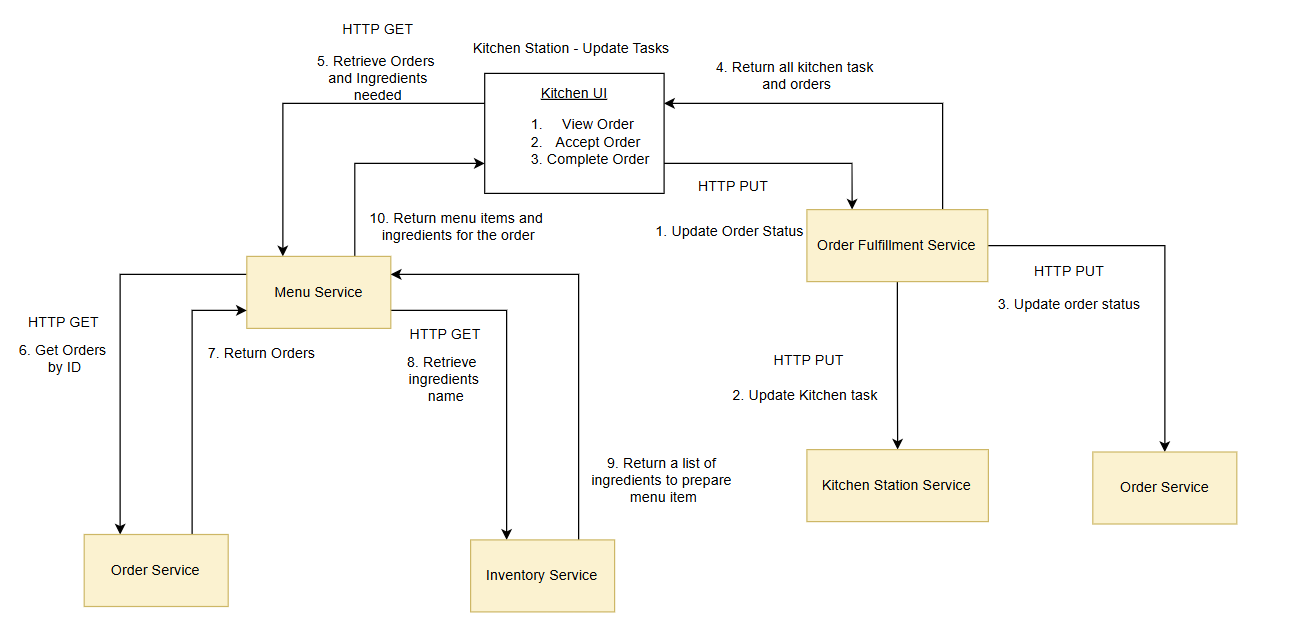 HTTP GET
Kitchen Station - Update Tasks
5. Retrieve Orders
and Ingredients
needed
4. Return all kitchen task
and orders
Kitchen UI
1. View Order
2. Accept Order
3. Complete Order
HTTP PUT
10. Return menu items and
ingredients for the order
1. Update Order Status
Order Fulfillment Service
HTTP PUT
3. Update order status
Menu Service
HTTP GET
6. Get Orders
by ID
7. Return Orders
HTTP GET
8. Retrieve
ingredients
name
HTTP PUT
2. Update Kitchen task
9. Return a list of
ingredients to prepare
menu item
Kitchen Station Service
Order Service
Order Service
Inventory Service